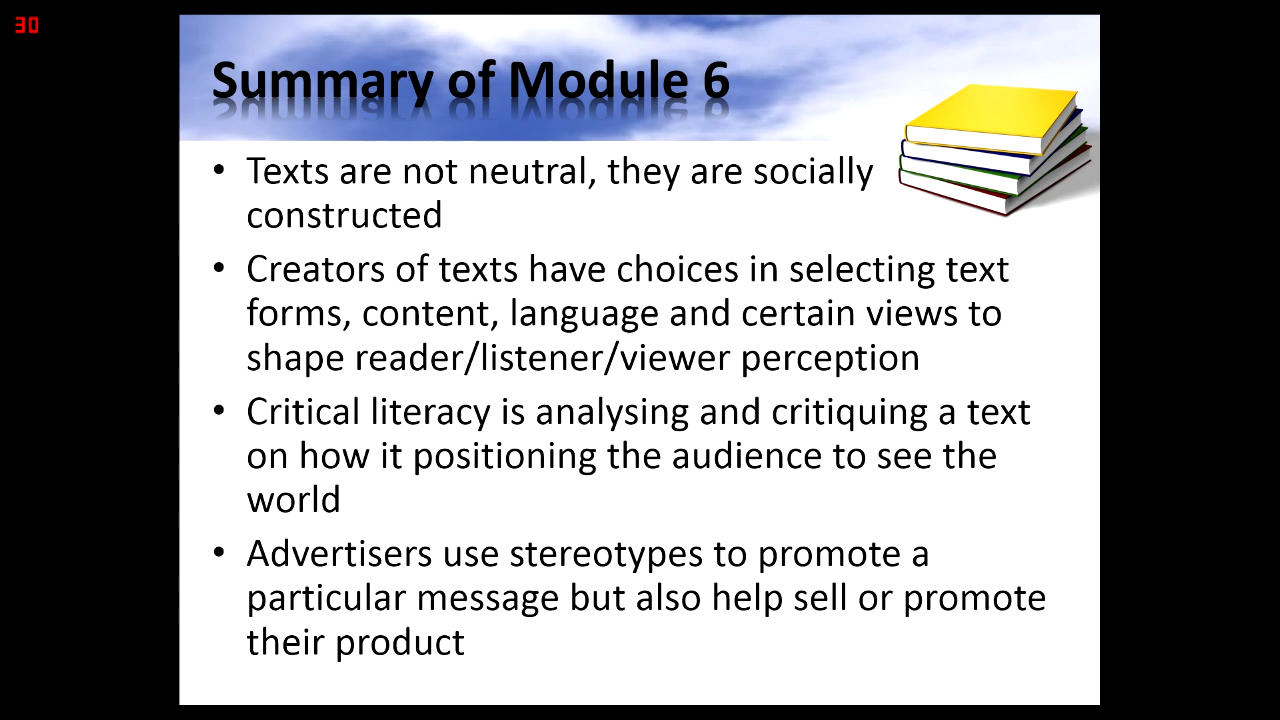 30
Summary of Module 6
• Texts are not neutral, they are socially
constructed
• Creators of texts have choices in selecting text
forms, content, language and certain views to
shape reader/listener/viewer perception
• Critical literacy is analysing and critiquing a text
on how it positioning the audience to see the
world
• Advertisers use stereotypes to promote a
particular message but also help sell or promote
their product